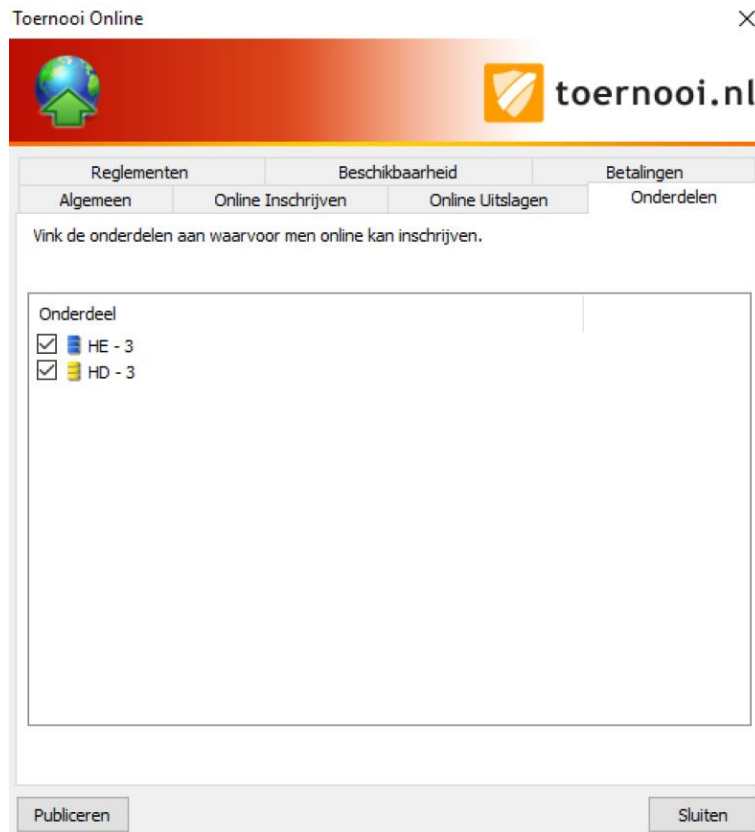 Toernooi Online
toernooi.nl
Reglementen Beschikbaarheid Betalingen
Algemeen Online Inschrijven Online Uitslagen Onderdelen
Vink de onderdelen aan waarvoor men online kan inschrijven.
Onderdeel
HE - 3
HD - 3
Publiceren Sluiten